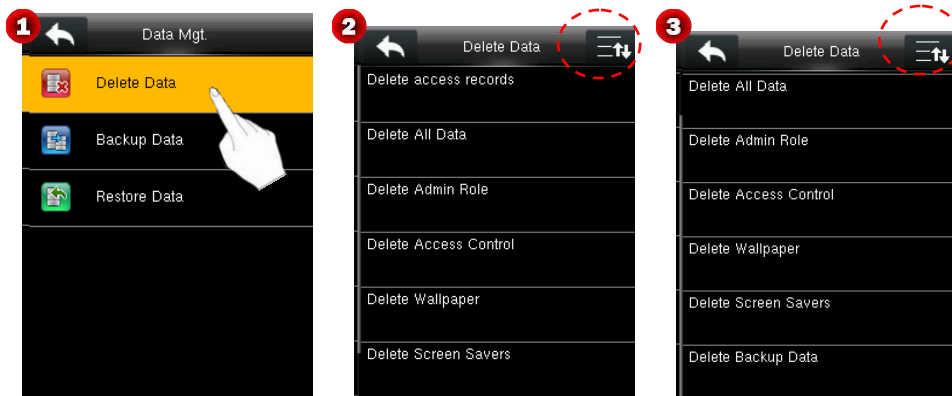 1
Data Mgt.
Delete Data
Backup Data
Restore Data
2
Delete Data
Delete access records
Delete All Data
Delete Admin Role
Delete Access Control
Delete Wallpaper
Delete Screen Savers
3
Delete Data
Delete All Data
Delete Admin Role
Delete Access Control
Delete Wallpaper
Delete Screen Savers
Delete Backup Data